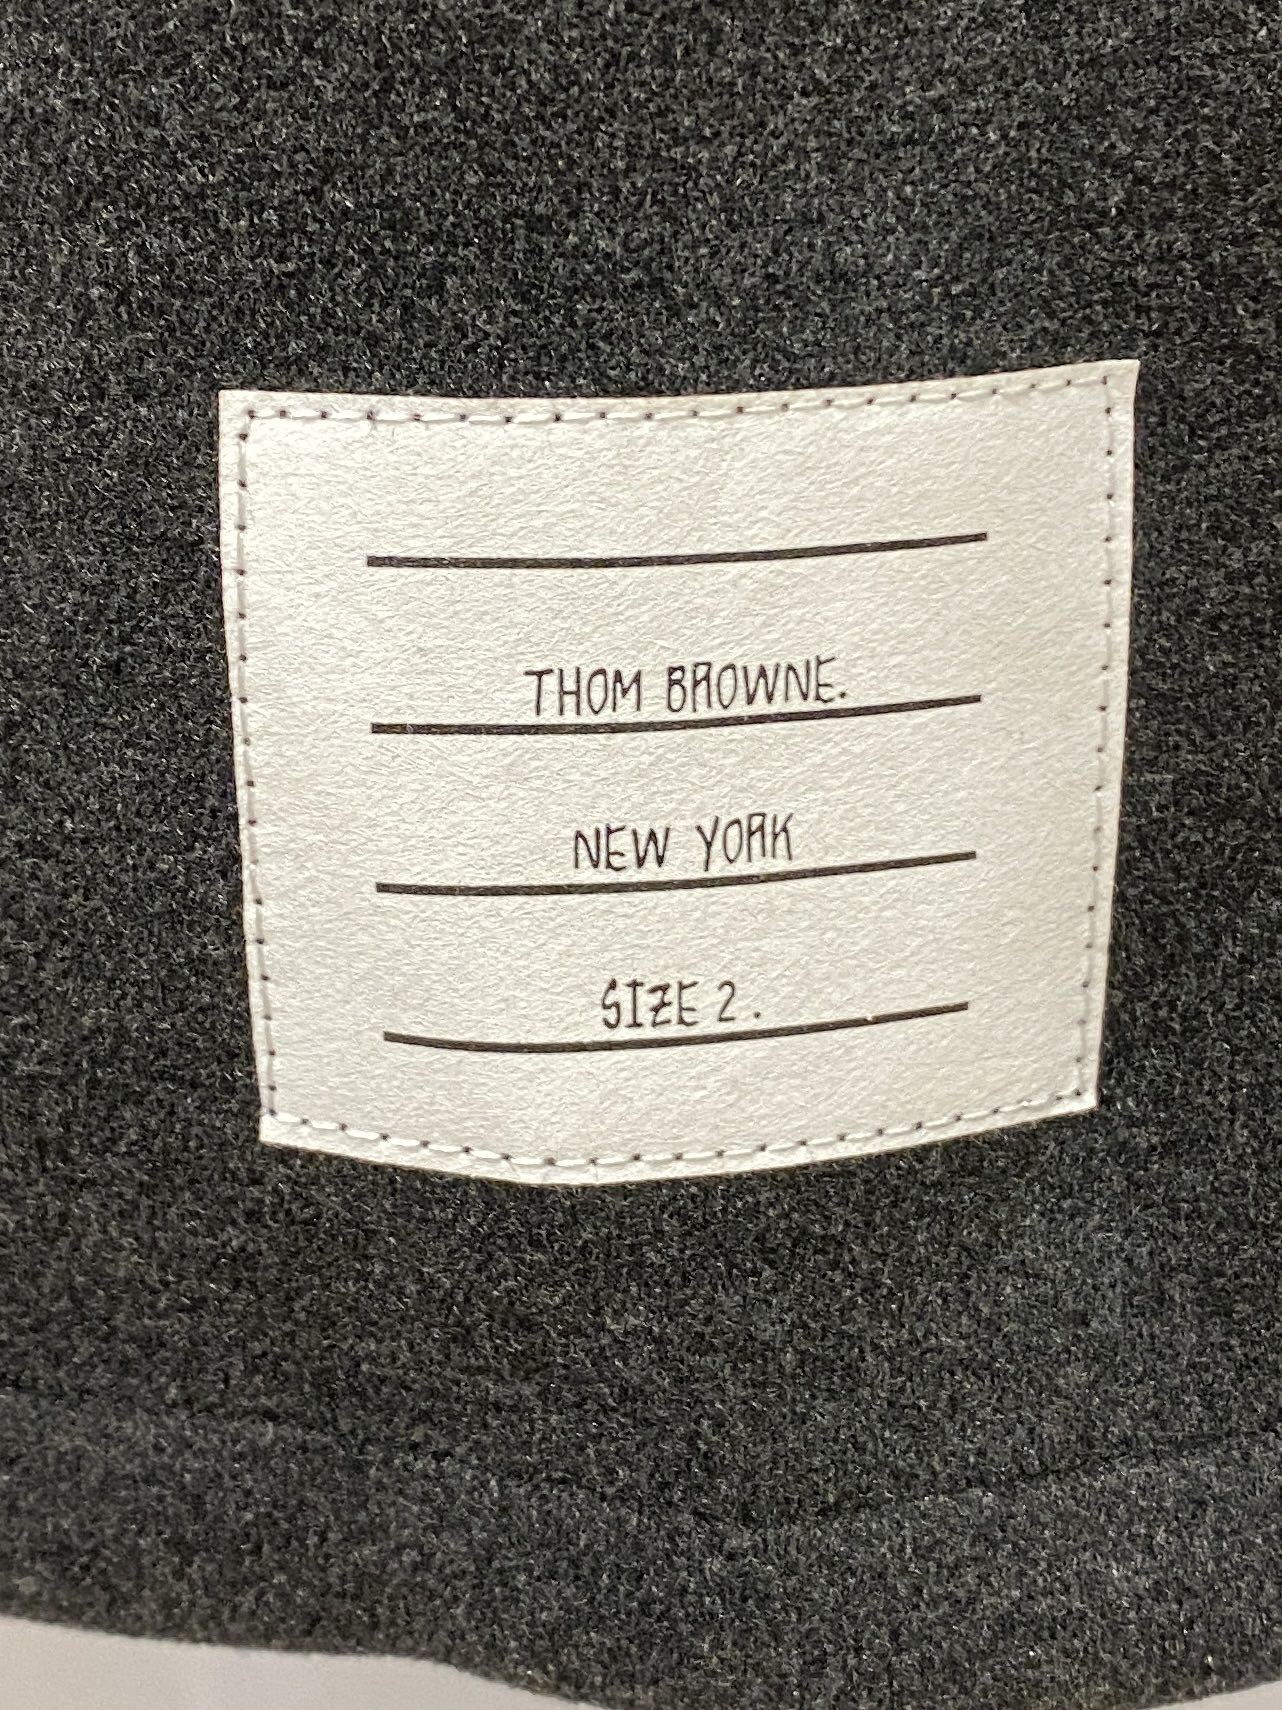 THOM BROWNE.
NEW YORK
SIZE 2.